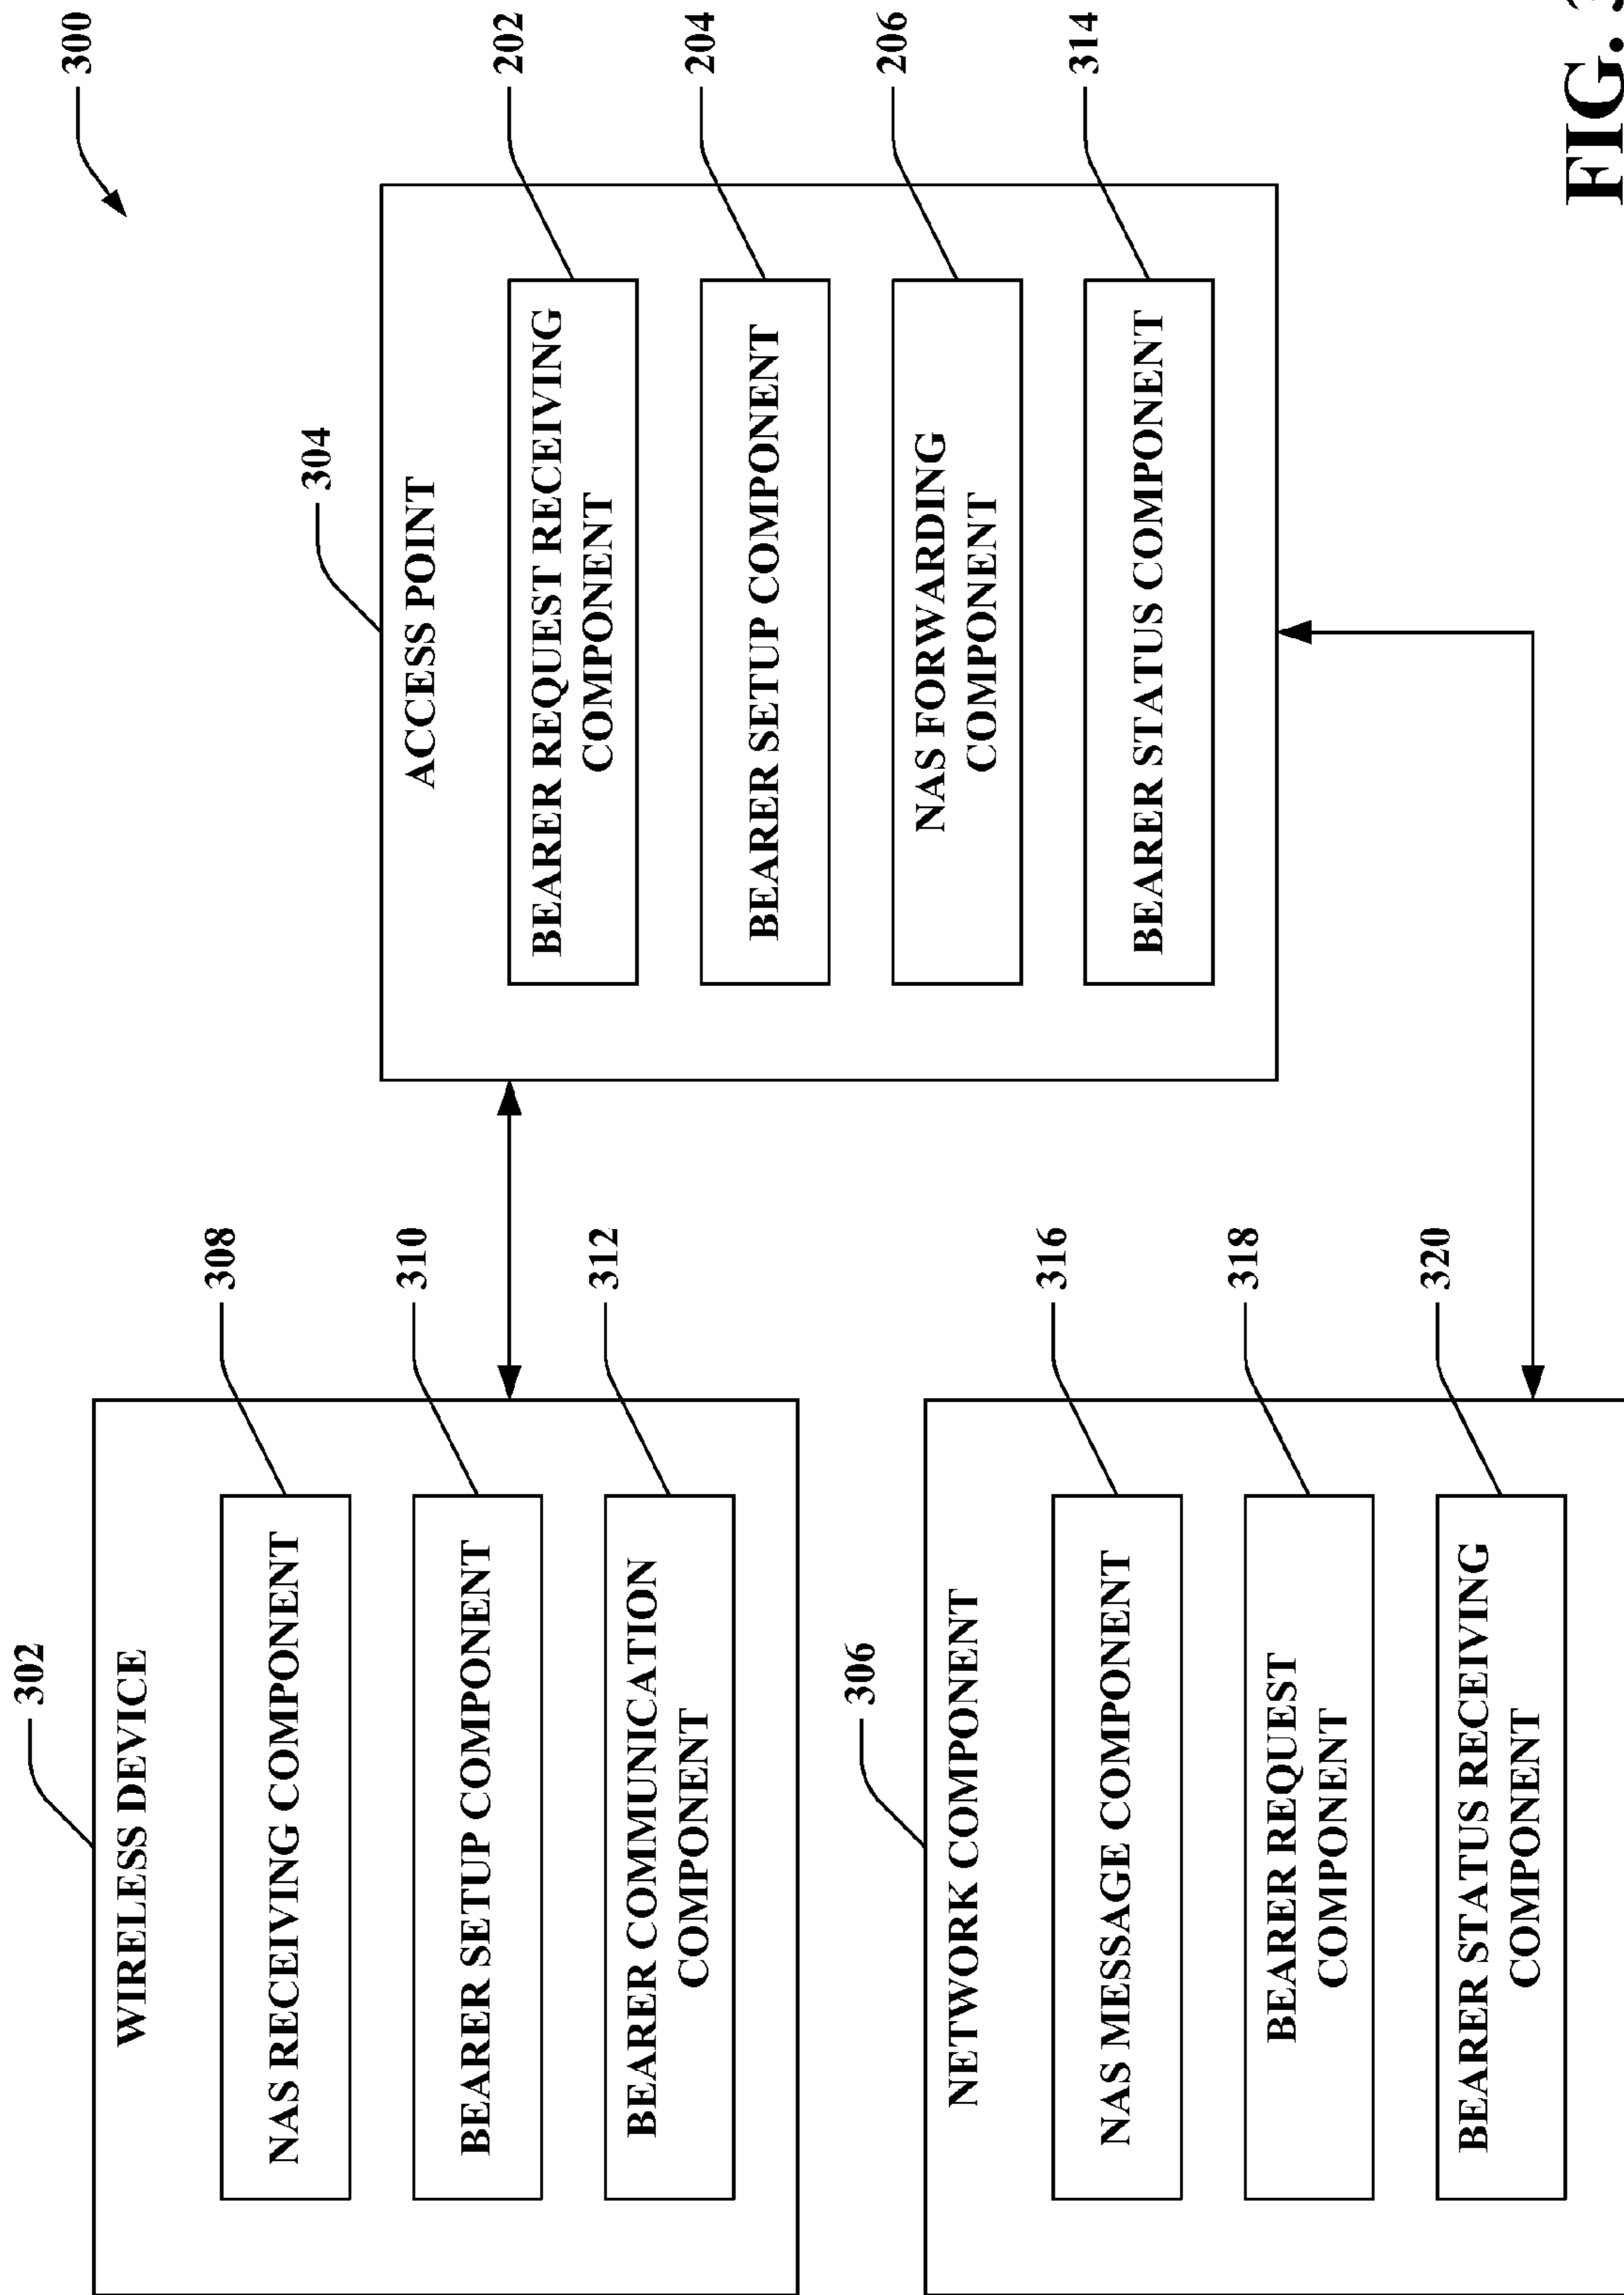 300
302
WIRELESS DEVICE
308
NAS RECEIVING COMPONENT
310
BEARER SETUP COMPONENT
312
BEARER COMMUNICATION
COMPONENT
304
ACCESS POINT
202
BEARER REQUEST RECEIVING
COMPONENT
204
BEARER SETUP COMPONENT
206
NAS FORWARDING
COMPONENT
314
BEARER STATUS COMPONENT
306
NETWORK COMPONENT
316
NAS MESSAGE COMPONENT
318
BEARER REQUEST
COMPONENT
320
BEARER STATUS RECEIVING
COMPONENT
FIG. 3